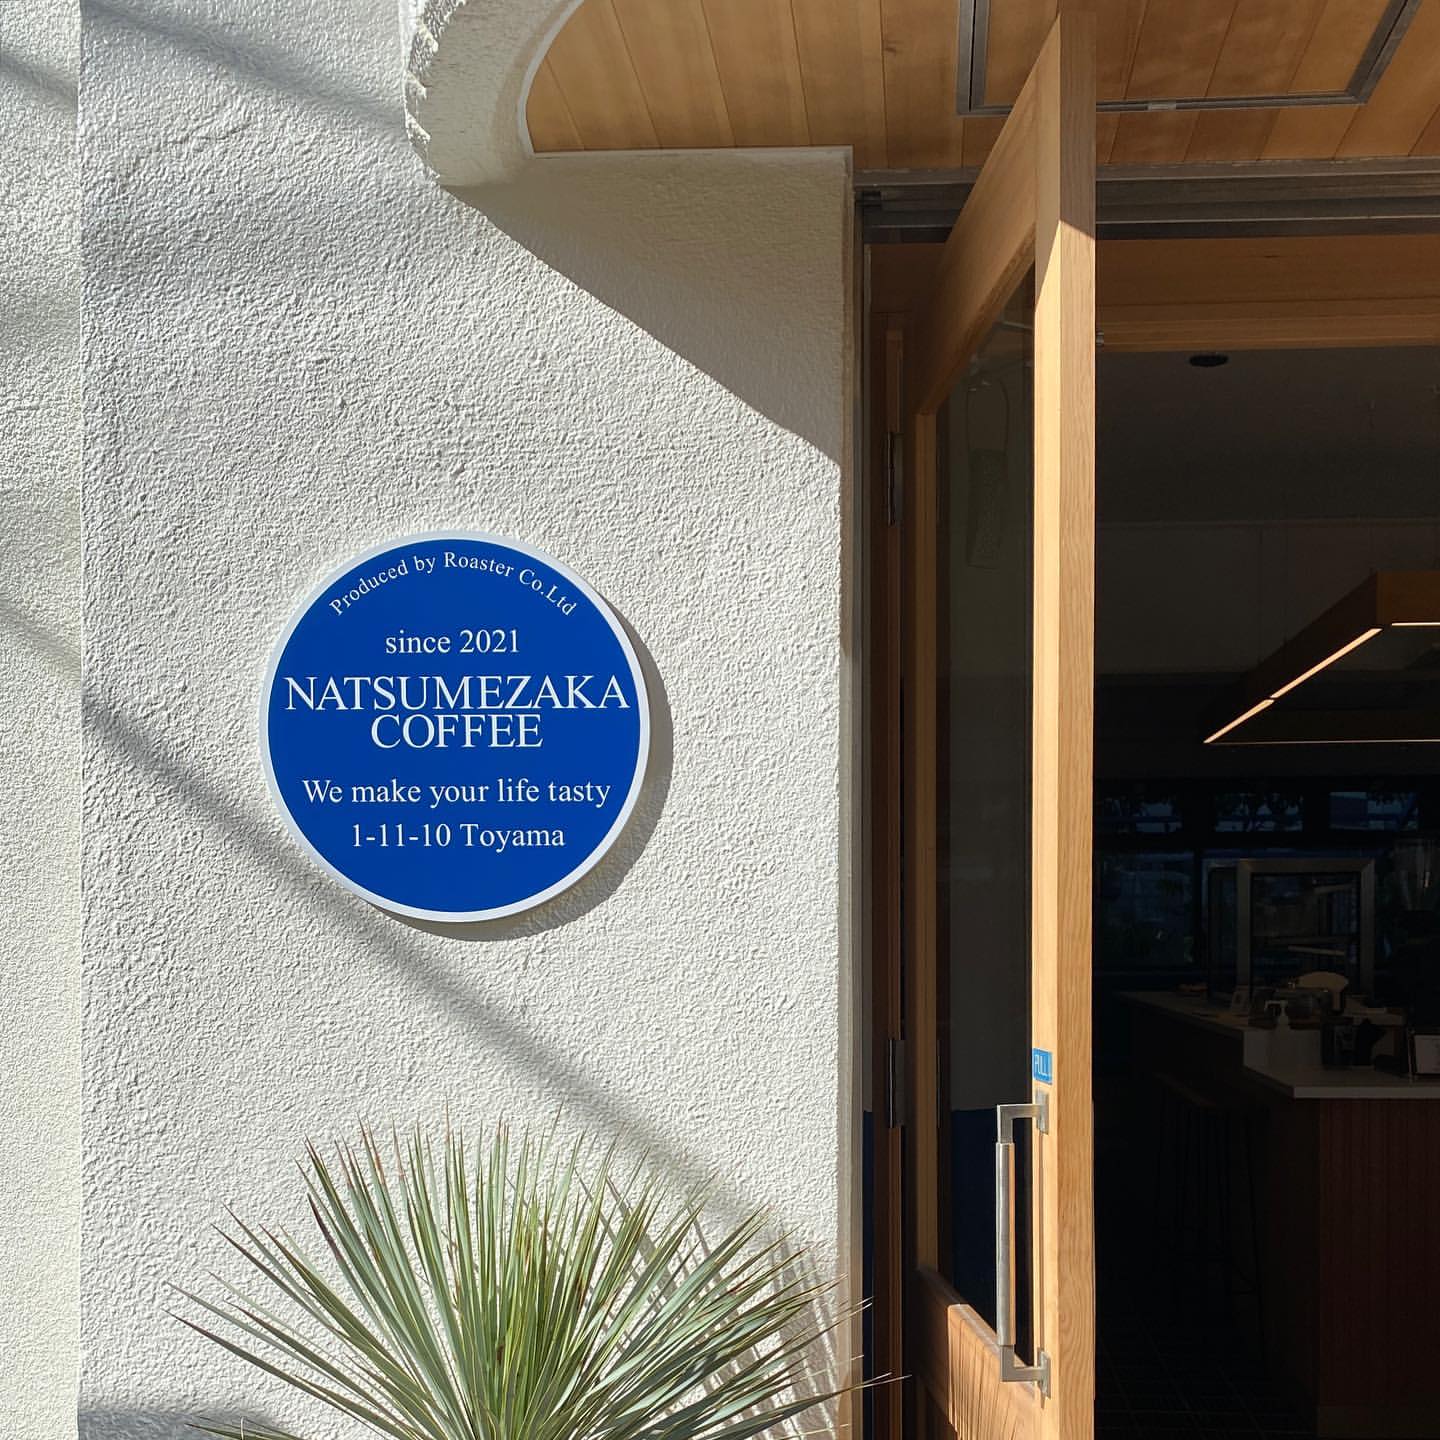 Produced by Roaster Co.Ltd
since 2021
NATSUMEZAKA
COFFEE
We make your life tasty
1-11-10 Toyama
PULL